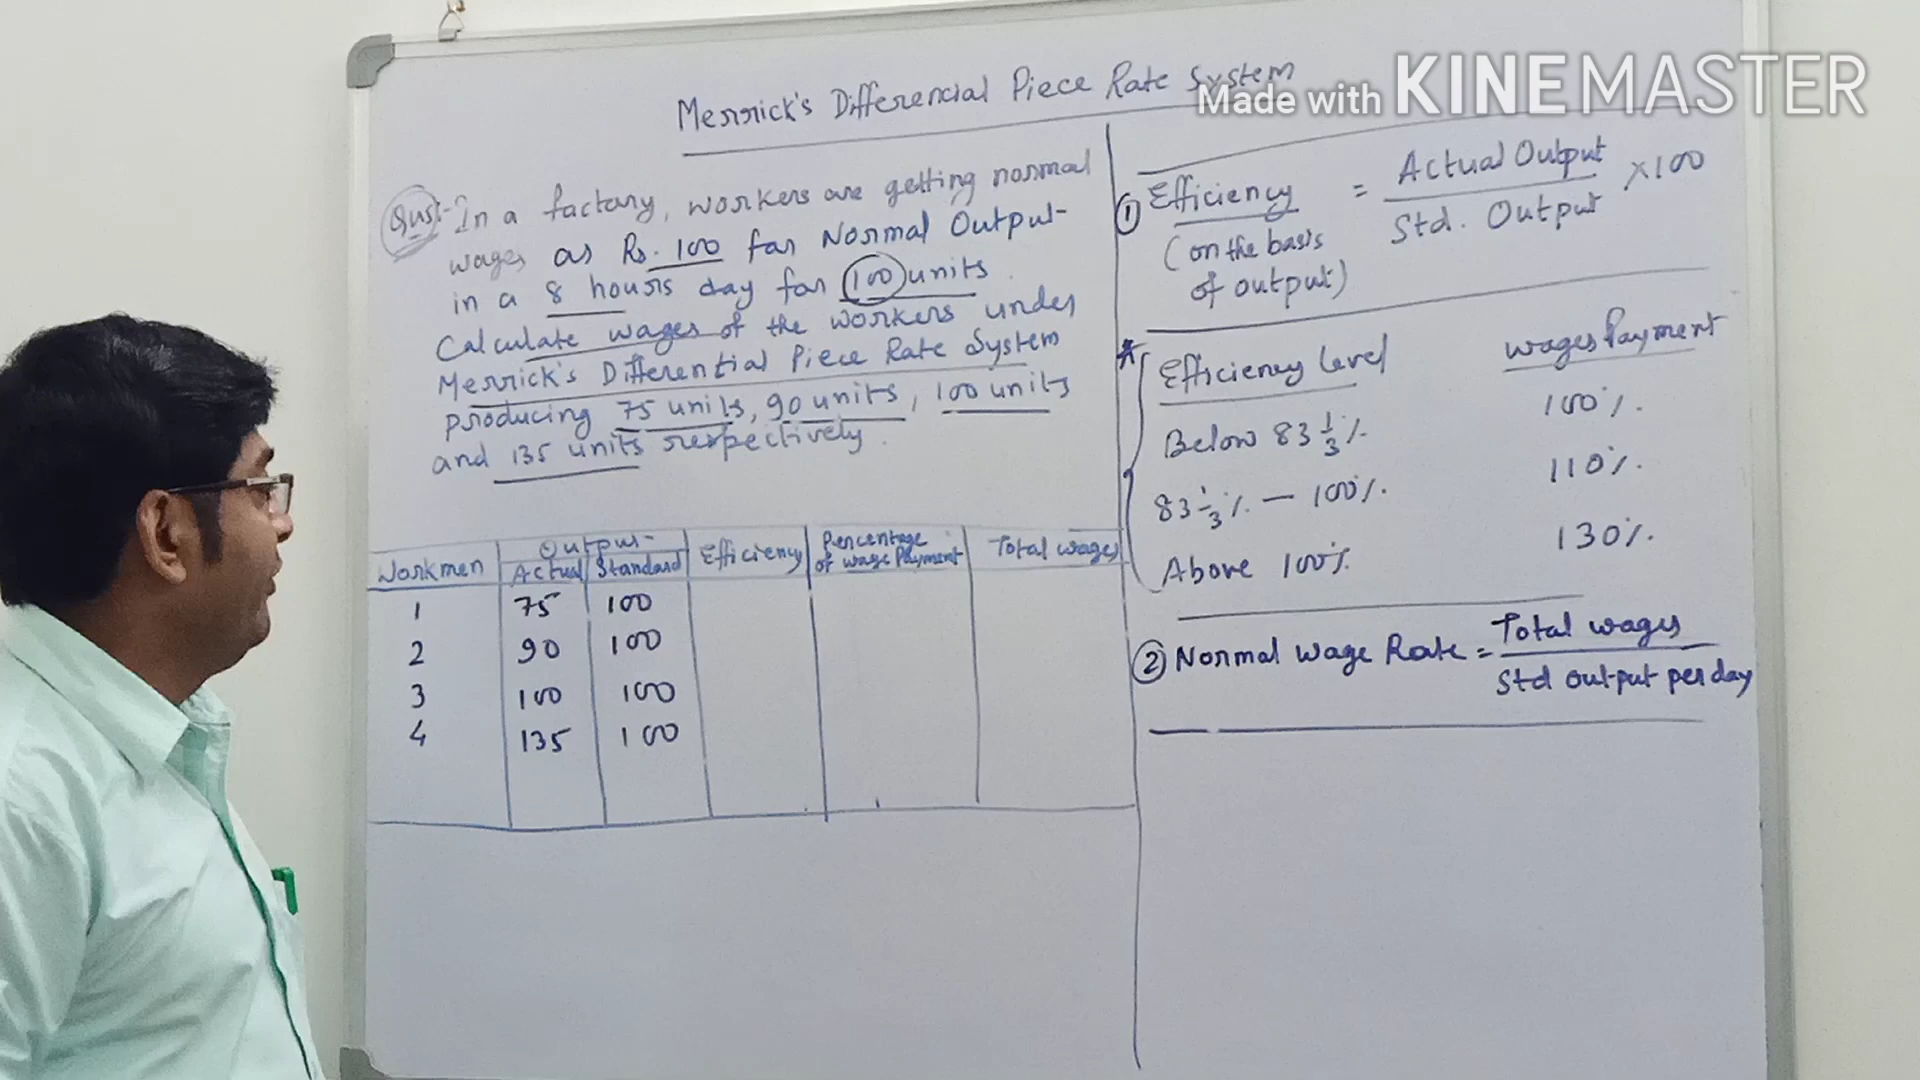 Merrick's Differencial Piece Rate System
Made with KINEMASTER
Qus:- In a factory, workers are getting normal
wages as Rs. 100 for Normal Output-
in a 8 hours day for 100 units.
Calculate wages of the workers under
Merrick's Differential Piece Rate System
producing 75 units, 90 units, 100 units
and 135 units respectively.
Workmen Output Efficiency Percentage of wage Payment Total wages
Actual Standard
1 75 100
2 90 100
3 100 100
4 135 100
① Efficiency = Actual Output / Std. Output × 100
(on the basis
of output)
* Efficiency Level Wages Payment
Below 83 1/3 % 100%.
83 1/3 % — 100%. 110%.
Above 100%. 130%.
② Normal Wage Rate = Total wages / Std output per day